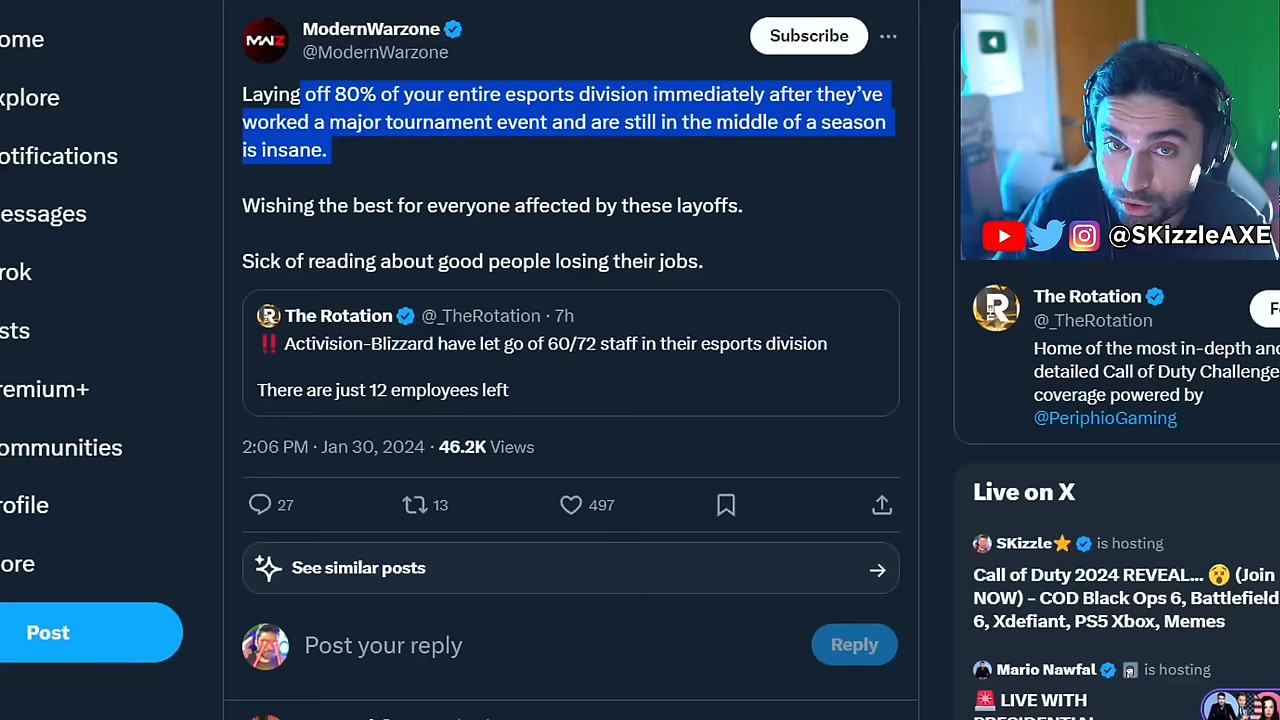 ome
xplore
otifications
essages
rok
sts
remium+
ommunities
rofile
ore
Post
MWZ
ModernWarzone
@ModernWarzone
Subscribe
Laying off 80% of your entire esports division immediately after they’ve
worked a major tournament event and are still in the middle of a season
is insane.
Wishing the best for everyone affected by these layoffs.
Sick of reading about good people losing their jobs.
The Rotation @_TheRotation · 7h
‼️ Activision-Blizzard have let go of 60/72 staff in their esports division
There are just 12 employees left
2:06 PM · Jan 30, 2024 · 46.2K Views
27 13 497
See similar posts
Post your reply
Reply
@SKizzleAXE
The Rotation
@_TheRotation
Home of the most in-depth and
detailed Call of Duty Challenge
coverage powered by
@PeriphioGaming
Live on X
SKizzle⭐ is hosting
Call of Duty 2024 REVEAL... 😲 (Join
NOW) - COD Black Ops 6, Battlefield
6, Xdefiant, PS5 Xbox, Memes
Mario Nawfal is hosting
🚨 LIVE WITH
PRESIDENTIAL